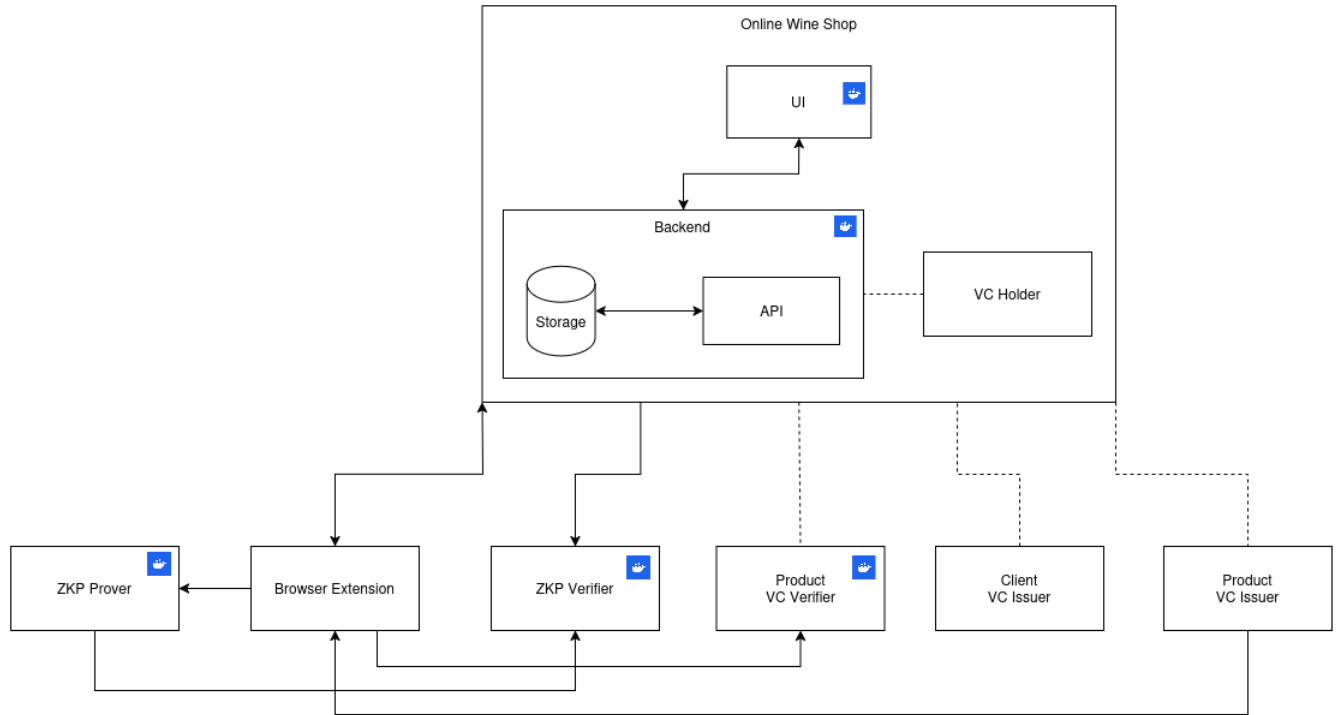 Online Wine Shop
UI
Backend
Storage
API
VC Holder
ZKP Prover
Browser Extension
ZKP Verifier
Product
VC Verifier
Client
VC Issuer
Product
VC Issuer